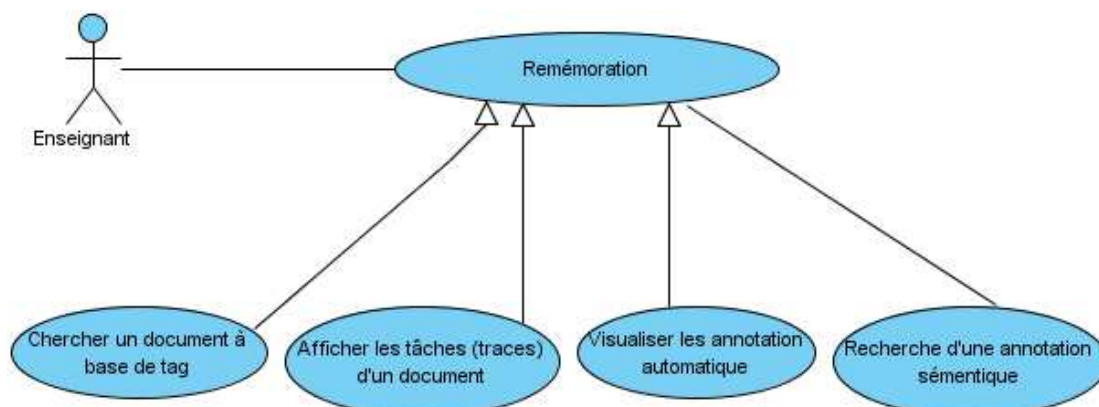 Remémoration
Enseignant
Chercher un document à
base de tag
Afficher les tâches (traces)
d'un document
Visualiser les annotation
automatique
Recherche d'une annotation
sémentique